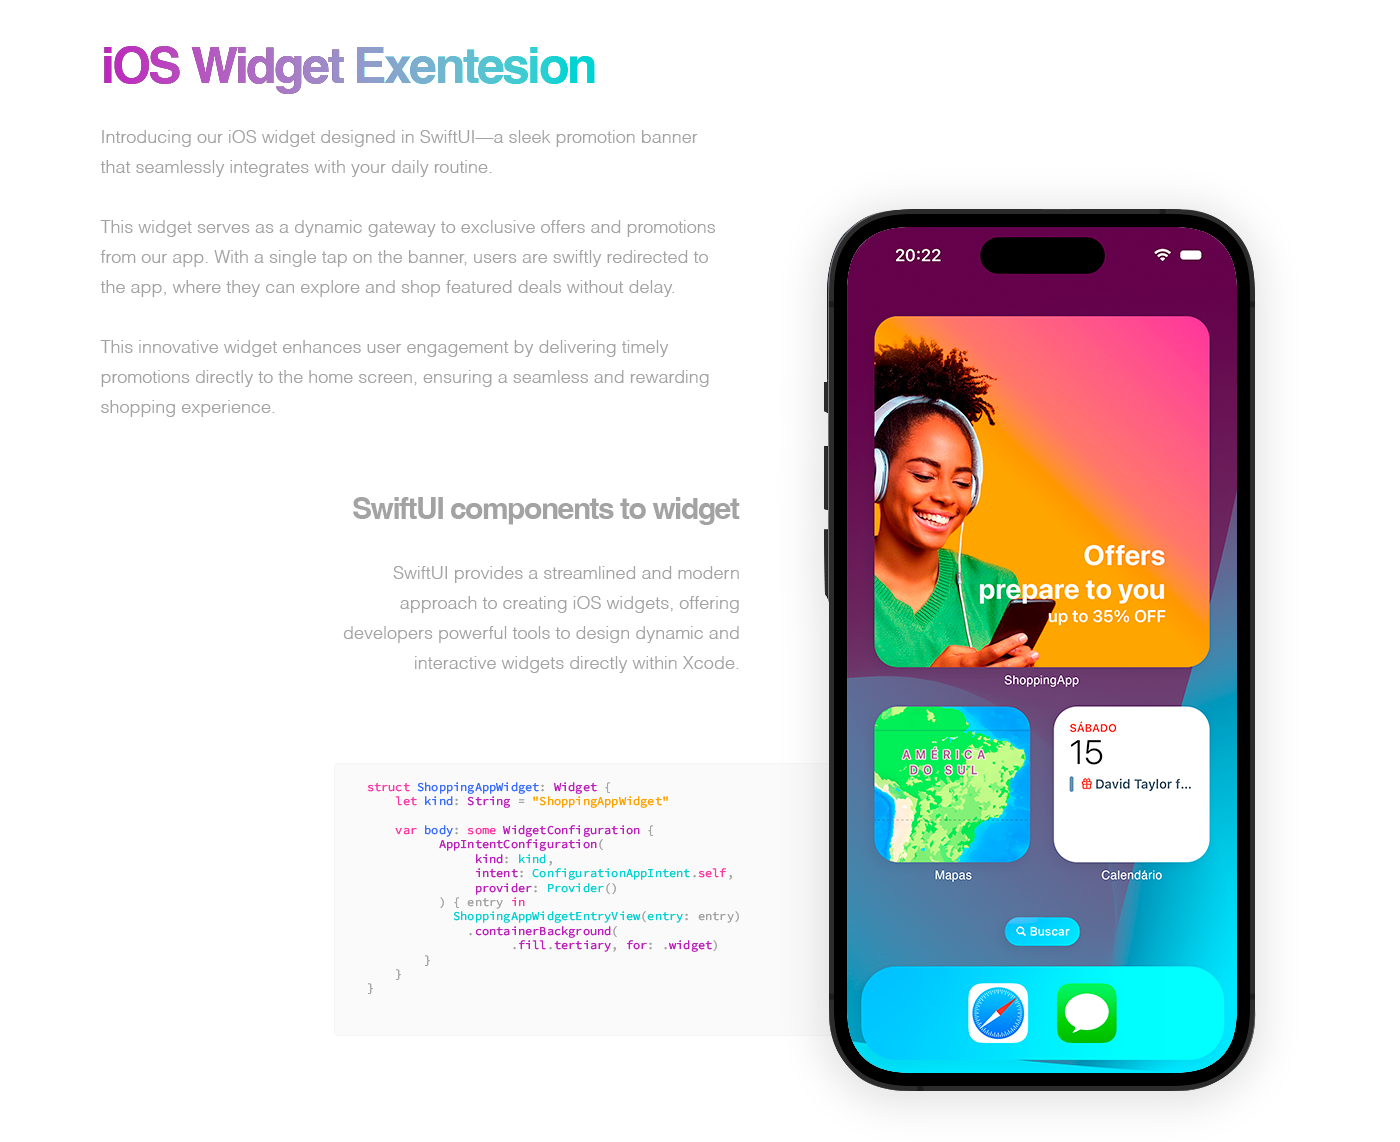 iOS Widget Exentesion
Introducing our iOS widget designed in SwiftUI—a sleek promotion banner
that seamlessly integrates with your daily routine.
This widget serves as a dynamic gateway to exclusive offers and promotions
from our app. With a single tap on the banner, users are swiftly redirected to
the app, where they can explore and shop featured deals without delay.
This innovative widget enhances user engagement by delivering timely
promotions directly to the home screen, ensuring a seamless and rewarding
shopping experience.
SwiftUI components to widget
SwiftUI provides a streamlined and modern
approach to creating iOS widgets, offering
developers powerful tools to design dynamic and
interactive widgets directly within Xcode.
struct ShoppingAppWidget: Widget {
let kind: String = "ShoppingAppWidget"
var body: some WidgetConfiguration {
AppIntentConfiguration(
kind: kind,
intent: ConfigurationAppIntent.self,
provider: Provider()
) { entry in
ShoppingAppWidgetEntryView(entry: entry)
.containerBackground(
.fill.tertiary, for: .widget)
}
}
}
20:22
Offers
prepare to you
up to 35% OFF
ShoppingApp
AMÉRICA
DO SUL
Mapas
SÁBADO
15
David Taylor f...
Calendário
Buscar